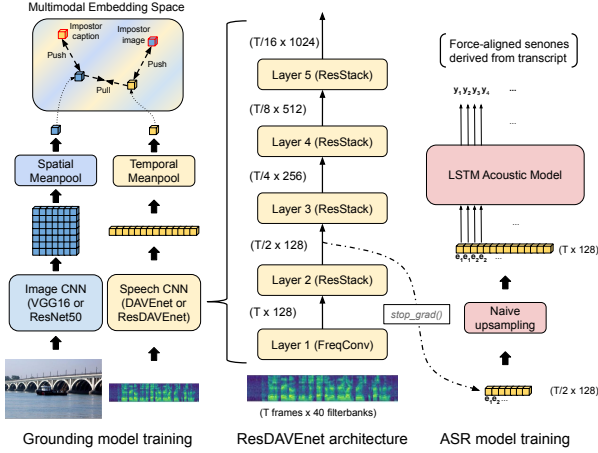 Multimodal Embedding Space
Impostor
caption
Impostor
image
Push
Push
Pull
Spatial
Meanpool
Temporal
Meanpool
Image CNN
(VGG16 or
ResNet50)
Speech CNN
(DAVEnet or
ResDAVEnet)
Grounding model training
(T/16 x 1024)
Layer 5 (ResStack)
(T/8 x 512)
Layer 4 (ResStack)
(T/4 x 256)
Layer 3 (ResStack)
(T/2 x 128)
Layer 2 (ResStack)
(T x 128)
Layer 1 (FreqConv)
(T frames x 40 filterbanks)
ResDAVEnet architecture
stop_grad()
Force-aligned senones
derived from transcript
y1 y2 y3 y4 ...
...
LSTM Acoustic Model
...
(T x 128)
e1e1e2e2 ...
Naive
upsampling
(T/2 x 128)
e1e2...
ASR model training